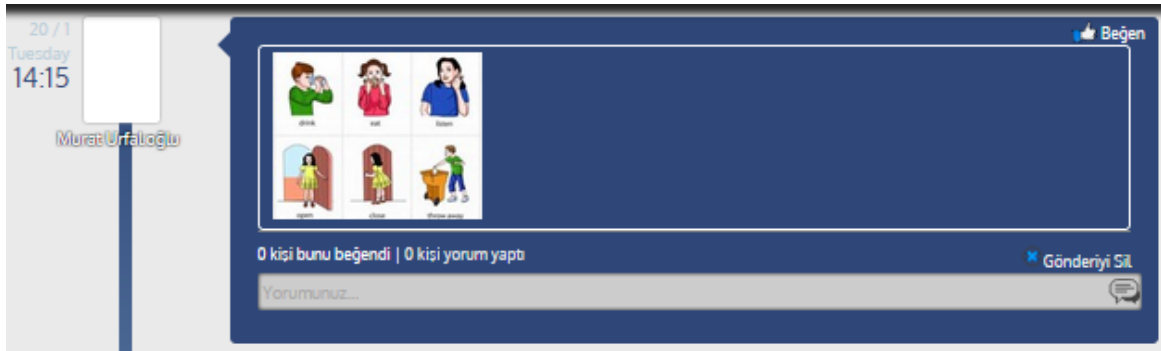 20 / 1
Tuesday
14:15
Murat Urfalıoğlu
Beğen
drink eat listen
open close throw away
0 kişi bunu beğendi | 0 kişi yorum yaptı
Gönderiyi Sil
Yorumunuz...